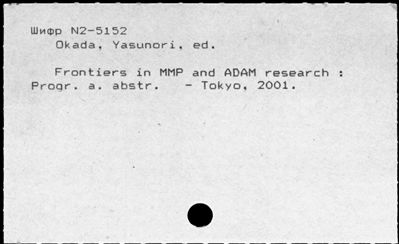 Шифр N2-5152
Okada, Yasunori, ed.
Frontiers in MMP and ADAM research :
Progr. a. abstr. - Tokyo, 2001.